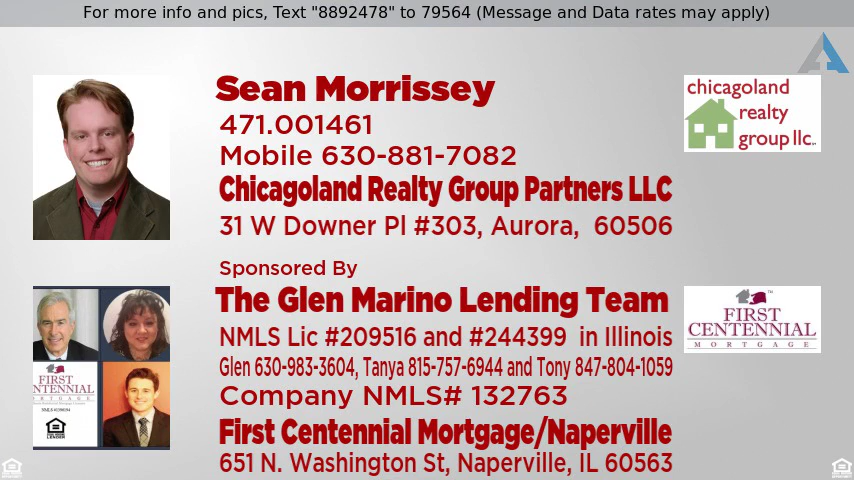 For more info and pics, Text "8892478" to 79564 (Message and Data rates may apply)
Sean Morrissey
471.001461
Mobile 630-881-7082
Chicagoland Realty Group Partners LLC
31 W Downer Pl #303, Aurora, 60506
chicagoland
realty
group llc.
Sponsored By
The Glen Marino Lending Team
NMLS Lic #209516 and #244399 in Illinois
Glen 630-983-3604, Tanya 815-757-6944 and Tony 847-804-1059
Company NMLS# 132763
First Centennial Mortgage/Naperville
651 N. Washington St, Naperville, IL 60563
FIRST
CENTENNIAL
MORTGAGE
FIRST
NTENNIAL
RTGAGE
LENDER